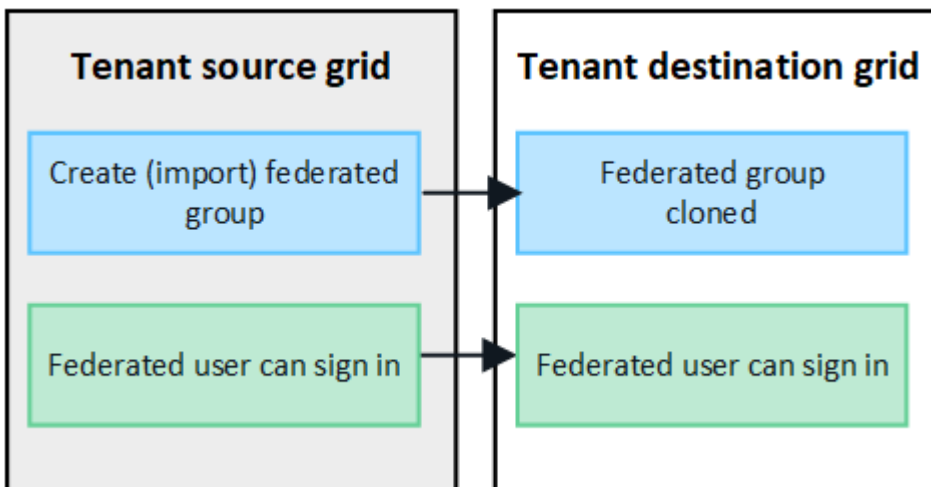 Tenant source grid
Create (import) federated
group
Federated user can sign in
Tenant destination grid
Federated group
cloned
Federated user can sign in